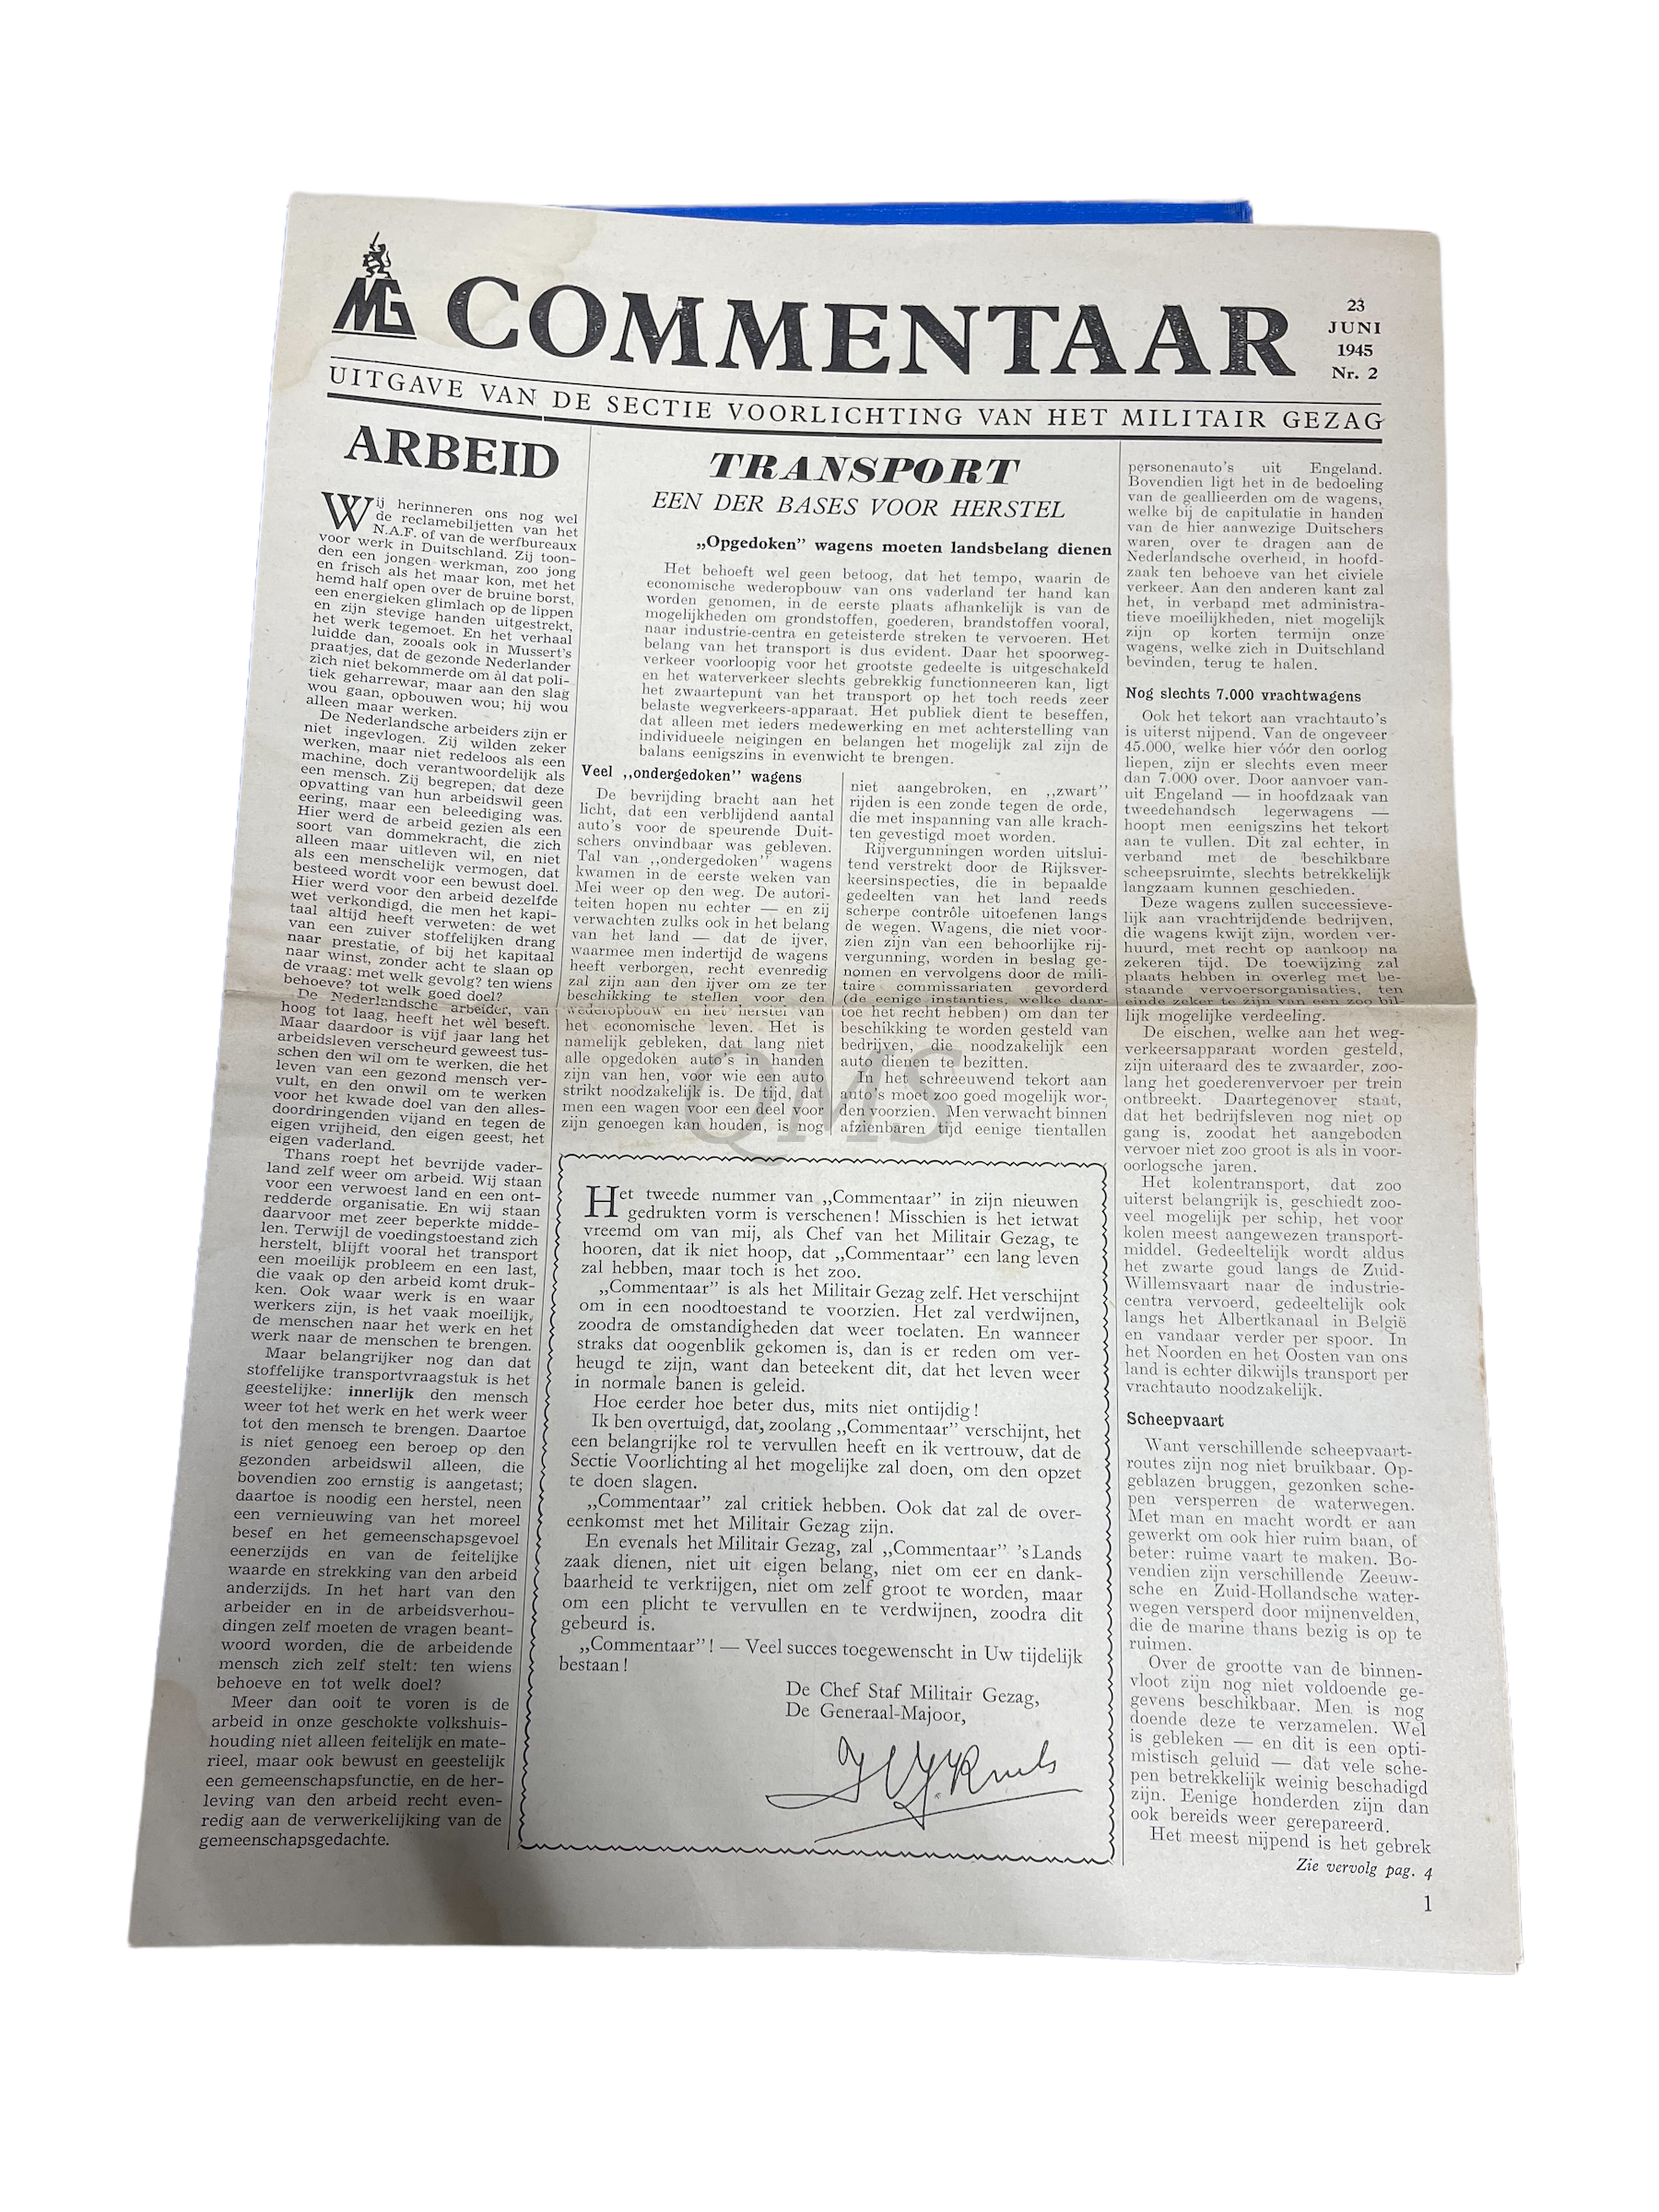 MG
COMMENTAAR
23
JUNI
1945
Nr. 2
UITGAVE VAN DE SECTIE VOORLICHTING VAN HET MILITAIR GEZAG
ARBEID
Wij herinneren ons nog wel
de reclamebiljetten van het
N.A.F. of van de werfbureaux
voor werk in Duitschland. Zij toon-
den een jongen werkman, zoo jong
en frisch als het maar kon, met het
hemd half open over de bruine borst,
een energieken glimlach op de lippen
en zijn stevige handen uitgestrekt,
het werk tegemoet. En het verhaal
luidde dan, zooals ook in Mussert's
praatjes, dat de gezonde Nederlander
zich niet bekommerde om àl dat poli-
tiek geharrewar, maar aan den slag
wou gaan, opbouwen wou; hij wou
alleen maar werken.
De Nederlandsche arbeiders zijn er
niet ingevlogen. Zij wilden zeker
werken, maar niet redeloos als een
machine, doch verantwoordelijk als
een mensch. Zij begrepen, dat deze
opvatting van hun arbeidswil geen
eering, maar een beleediging was.
Hier werd de arbeid gezien als een
soort van dommekracht, die zich
alleen maar uitleven wil, en niet
als een menschelijk vermogen, dat
besteed wordt voor een bewust doel.
Hier werd voor den arbeid dezelfde
wet verkondigd, die men het kapi-
taal altijd heeft verweten: de wet
van een zuiver stoffelijken drang
naar prestatie, of bij het kapitaal
naar winst, zonder acht te slaan op
de vraag: met welk gevolg? ten wiens
behoeve? tot welk goed doel?
De Nederlandsche arbeider, van
hoog tot laag, heeft het wèl beseft.
Maar daardoor is vijf jaar lang het
arbeidsleven verscheurd geweest tus-
schen den wil om te werken, die het
leven van een gezond mensch ver-
vult, en den onwil om te werken
voor het kwade doel van den alles-
doordringenden vijand en tegen de
eigen vrijheid, den eigen geest, het
eigen vaderland.
Thans roept het bevrijde vader-
land zelf weer om arbeid. Wij staan
voor een verwoest land en een ont-
redderde organisatie. En wij staan
daarvoor met zeer beperkte midde-
len. Terwijl de voedingstoestand zich
herstelt, blijft vooral het transport
een moeilijk probleem en een last,
die vaak op den arbeid komt druk-
ken. Ook waar werk is en waar
werkers zijn, is het vaak moeilijk,
de menschen naar het werk en het
werk naar de menschen te brengen.
Maar belangrijker nog dan dat
stoffelijke transportvraagstuk is het
geestelijke: innerlijk den mensch
weer tot het werk en het werk weer
tot den mensch te brengen. Daartoe
is niet genoeg een beroep op den
gezonden arbeidswil alleen, die
bovendien zoo ernstig is aangetast;
daartoe is noodig een herstel, neen
een vernieuwing van het moreel
besef en het gemeenschapsgevoel
eenerzijds en van de feitelijke
waarde en strekking van den arbeid
anderzijds. In het hart van den
arbeider en in de arbeidsverhou-
dingen zelf moeten de vragen beant-
woord worden, die de arbeidende
mensch zich zelf stelt: ten wiens
behoeve en tot welk doel?
Meer dan ooit te voren is de
arbeid in onze geschokte volkshuis-
houding niet alleen feitelijk en mate-
rieel, maar ook bewust en geestelijk
een gemeenschapsfunctie, en de her-
leving van den arbeid recht even-
redig aan de verwerkelijking van de
gemeenschapsgedachte.
TRANSPORT
EEN DER BASES VOOR HERSTEL
„Opgedoken” wagens moeten landsbelang dienen
Het behoeft wel geen betoog, dat het tempo, waarin de
economische wederopbouw van ons vaderland ter hand kan
worden genomen, in de eerste plaats afhankelijk is van de
mogelijkheden om grondstoffen, goederen, brandstoffen vooral,
naar industrie-centra en geteisterde streken te vervoeren. Het
belang van het transport is dus evident. Daar het spoorweg-
verkeer voorloopig voor het grootste gedeelte is uitgeschakeld
en het waterverkeer slechts gebrekkig functionneeren kan, ligt
het zwaartepunt van het transport op het toch reeds zeer
belaste wegverkeers-apparaat. Het publiek dient te beseffen,
dat alleen met ieders medewerking en met achterstelling van
individueele neigingen en belangen het mogelijk zal zijn de
balans eenigszins in evenwicht te brengen.
Veel „ondergedoken” wagens
De bevrijding bracht aan het
licht, dat een verblijdend aantal
auto's voor de speurende Duit-
schers onvindbaar was gebleven.
Tal van „ondergedoken” wagens
kwamen in de eerste weken van
Mei weer op den weg. De autori-
teiten hopen nu echter — en zij
verwachten zulks ook in het belang
van het land — dat de ijver,
waarmee men indertijd de wagens
heeft verborgen, recht evenredig
zal zijn aan den ijver om ze ter
beschikking te stellen voor den
wederopbouw en het herstel van
het economische leven. Het is
namelijk gebleken, dat lang niet
alle opgedoken auto's in handen
zijn van hen, voor wie een auto
strikt noodzakelijk is. De tijd, dat
men een wagen voor een deel voor
zijn genoegen kan houden, is nog
niet aangebroken, en „zwart”
rijden is een zonde tegen de orde,
die met inspanning van alle krach-
ten gevestigd moet worden.
Rijvergunningen worden uitslui-
tend verstrekt door de Rijksver-
keersinspecties, die in bepaalde
gedeelten van het land reeds
scherpe contrôle uitoefenen langs
de wegen. Wagens, die niet voor-
zien zijn van een behoorlijke rij-
vergunning, worden in beslag ge-
nomen en vervolgens door de mili-
taire commissariaten gevorderd
(de eenige instanties, welke daar-
toe het recht hebben) om dan ter
beschikking te worden gesteld van
bedrijven, die noodzakelijk een
auto dienen te bezitten.
In het schreeuwend tekort aan
auto's moet zoo goed mogelijk wor-
den voorzien. Men verwacht binnen
afzienbaren tijd eenige tientallen
personenauto's uit Engeland.
Bovendien ligt het in de bedoeling
van de geallieerden om de wagens,
welke bij de capitulatie in handen
van de hier aanwezige Duitschers
waren, over te dragen aan de
Nederlandsche overheid, in hoofd-
zaak ten behoeve van het civiele
verkeer. Aan den anderen kant zal
het, in verband met administra-
tieve moeilijkheden, niet mogelijk
zijn op korten termijn onze
wagens, welke zich in Duitschland
bevinden, terug te halen.
Nog slechts 7.000 vrachtwagens
Ook het tekort aan vrachtauto's
is uiterst nijpend. Van de ongeveer
45.000, welke hier vóór den oorlog
liepen, zijn er slechts even meer
dan 7.000 over. Door aanvoer van-
uit Engeland — in hoofdzaak van
tweedehandsch legerwagens —
hoopt men eenigszins het tekort
aan te vullen. Dit zal echter, in
verband met de beschikbare
scheepsruimte, slechts betrekkelijk
langzaam kunnen geschieden.
Deze wagens zullen successieve-
lijk aan vrachtrijdende bedrijven,
die wagens kwijt zijn, worden ver-
huurd, met recht op aankoop na
zekeren tijd. De toewijzing zal
plaats hebben in overleg met be-
staande vervoersorganisaties, ten
einde zeker te zijn van een zoo bil-
lijk mogelijke verdeeling.
De eischen, welke aan het weg-
verkeersapparaat worden gesteld,
zijn uiteraard des te zwaarder, zoo-
lang het goederenvervoer per trein
ontbreekt. Daartegenover staat,
dat het bedrijfsleven nog niet op
gang is, zoodat het aangeboden
vervoer niet zoo groot is als in voor-
oorlogsche jaren.
Het kolentransport, dat zoo
uiterst belangrijk is, geschiedt zoo-
veel mogelijk per schip, het voor
kolen meest aangewezen transport-
middel. Gedeeltelijk wordt aldus
het zwarte goud langs de Zuid-
Willemsvaart naar de industrie-
centra vervoerd, gedeeltelijk ook
langs het Albertkanaal in België
en vandaar verder per spoor. In
het Noorden en het Oosten van ons
land is echter dikwijls transport per
vrachtauto noodzakelijk.
Scheepvaart
Want verschillende scheepvaart-
routes zijn nog niet bruikbaar. Op-
geblazen bruggen, gezonken sche-
pen versperren de waterwegen.
Met man en macht wordt er aan
gewerkt om ook hier ruim baan, of
beter: ruime vaart te maken. Bo-
vendien zijn verschillende Zeeuw-
sche en Zuid-Hollandsche water-
wegen versperd door mijnenvelden,
die de marine thans bezig is op te
ruimen.
Over de grootte van de binnen-
vloot zijn nog niet voldoende ge-
gevens beschikbaar. Men is nog
doende deze te verzamelen. Wel
is gebleken — en dit is een opti-
mistisch geluid — dat vele sche-
pen betrekkelijk weinig beschadigd
zijn. Eenige honderden zijn dan
ook bereids weer gerepareerd.
Het meest nijpend is het gebrek
Zie vervolg pag. 4
Het tweede nummer van „Commentaar” in zijn nieuwen
gedrukten vorm is verschenen! Misschien is het ietwat
vreemd om van mij, als Chef van het Militair Gezag, te
hooren, dat ik niet hoop, dat „Commentaar” een lang leven
zal hebben, maar toch is het zoo.
„Commentaar” is als het Militair Gezag zelf. Het verschijnt
om in een noodtoestand te voorzien. Het zal verdwijnen,
zoodra de omstandigheden dat weer toelaten. En wanneer
straks dat oogenblik gekomen is, dan is er reden om ver-
heugd te zijn, want dan beteekent dit, dat het leven weer
in normale banen is geleid.
Hoe eerder hoe beter dus, mits niet ontijdig!
Ik ben overtuigd, dat, zoolang „Commentaar” verschijnt, het
een belangrijke rol te vervullen heeft en ik vertrouw, dat de
Sectie Voorlichting al het mogelijke zal doen, om den opzet
te doen slagen.
„Commentaar” zal critiek hebben. Ook dat zal de over-
eenkomst met het Militair Gezag zijn.
En evenals het Militair Gezag, zal „Commentaar” 's Lands
zaak dienen, niet uit eigen belang, niet om eer en dank-
baarheid te verkrijgen, niet om zelf groot te worden, maar
om een plicht te vervullen en te verdwijnen, zoodra dit
gebeurd is.
„Commentaar”! — Veel succes toegewenscht in Uw tijdelijk
bestaan!
De Chef Staf Militair Gezag,
De Generaal-Majoor,
H.J. Kruls
1
QMS